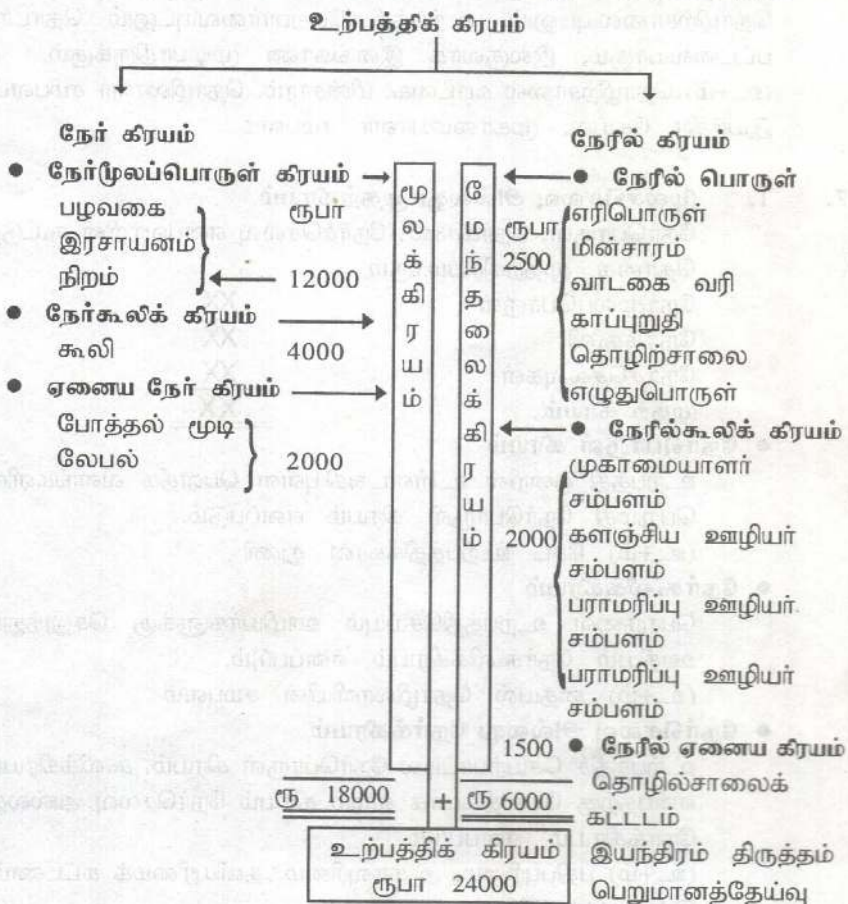 உற்பத்திக் கிரயம்
நேர் கிரயம்
● நேர்மூலப்பொருள் கிரயம்
பழவகை ரூபா
இரசாயனம்
நிறம் 12000
● நேர்கூலிக் கிரயம்
கூலி 4000
● ஏனைய நேர் கிரயம்
போத்தல் மூடி
லேபல் 2000
மூலக்கிரயம்
ரூ 18000
+
மேந்தலைக்கிரயம்
நேரில் கிரயம்
● நேரில் பொருள்
ரூபா எரிபொருள்
2500 மின்சாரம்
வாடகை வரி
காப்புறுதி
தொழிற்சாலை
எழுதுபொருள்
● நேரில்கூலிக் கிரயம்
முகாமையாளர்
சம்பளம்
2000 களஞ்சிய ஊழியர்
சம்பளம்
பராமரிப்பு ஊழியர்
சம்பளம்
பராமரிப்பு ஊழியர்
சம்பளம்
1500 ● நேரில் ஏனைய கிரயம்
தொழில்சாலைக்
ரூ 6000 கட்டடம்
இயந்திரம் திருத்தம்
பெறுமானத்தேய்வு
உற்பத்திக் கிரயம்
ரூபா 24000